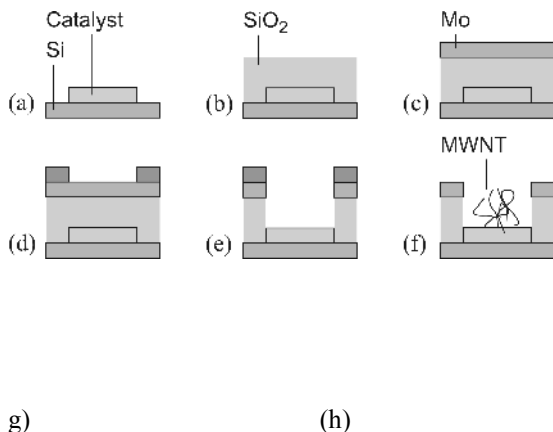 Catalyst
Si
SiO₂
Mo
(a)
(b)
(c)
MWNT
(d)
(e)
(f)
g)
(h)